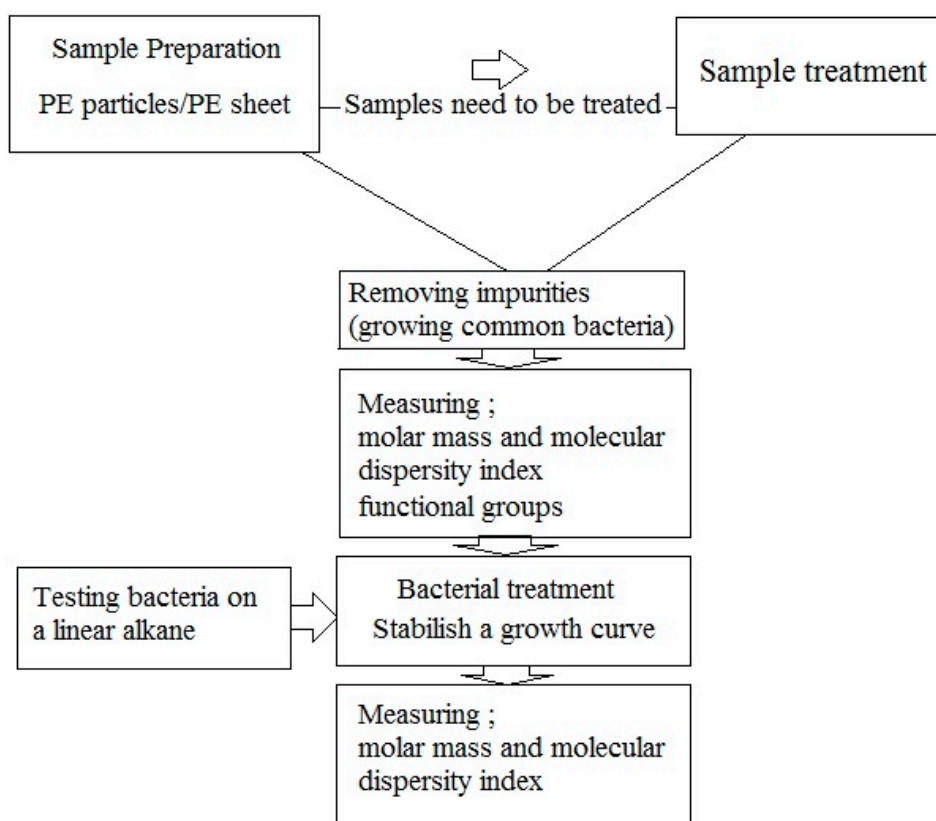 Sample Preparation
PE particles/PE sheet
Samples need to be treated
Sample treatment
Removing impurities
(growing common bacteria)
Measuring ;
molar mass and molecular
dispersity index
functional groups
Testing bacteria on
a linear alkane
Bacterial treatment
Stabilish a growth curve
Measuring ;
molar mass and molecular
dispersity index